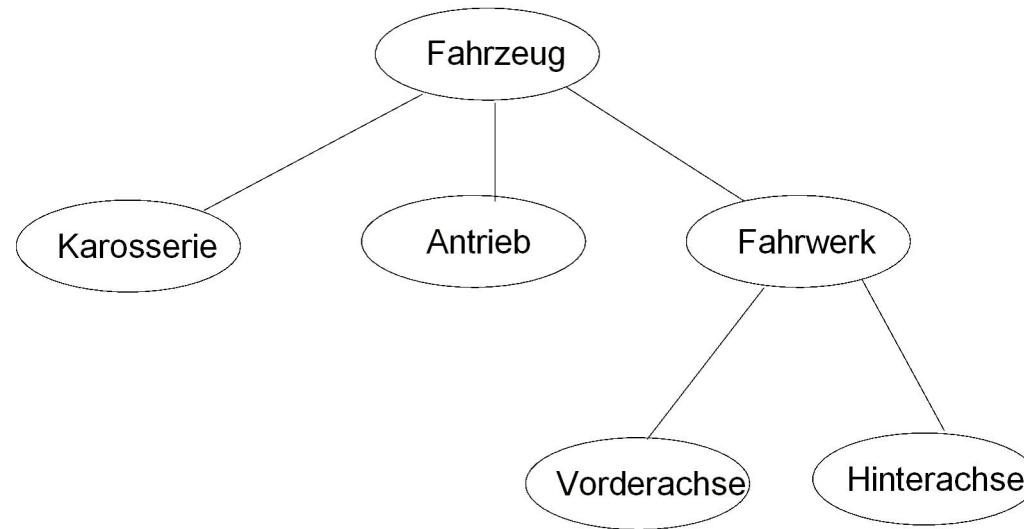 Fahrzeug
Karosserie
Antrieb
Fahrwerk
Vorderachse
Hinterachse